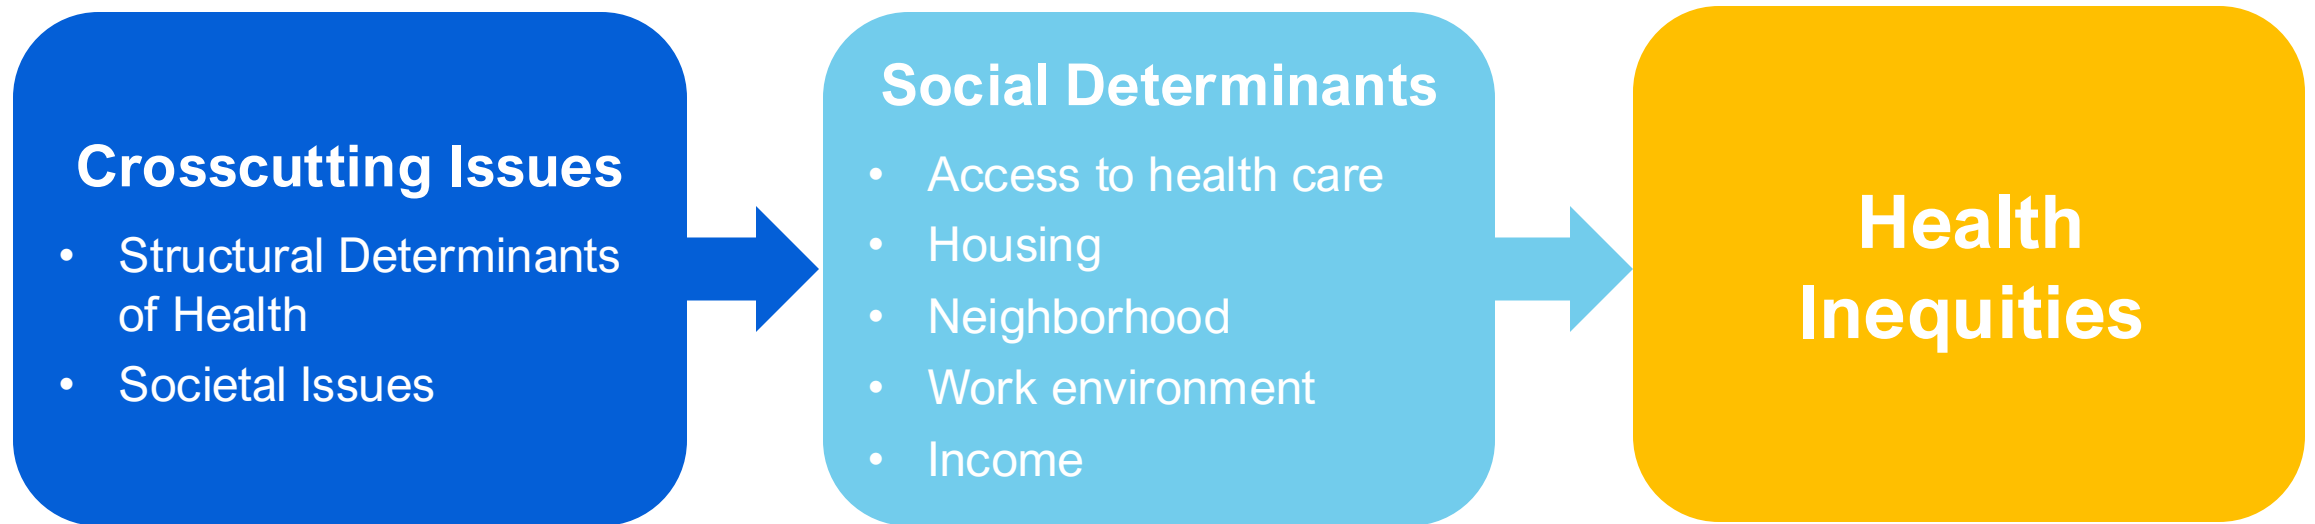 Crosscutting Issues
• Structural Determinants
of Health
• Societal Issues
Social Determinants
• Access to health care
• Housing
• Neighborhood
• Work environment
• Income
Health
Inequities